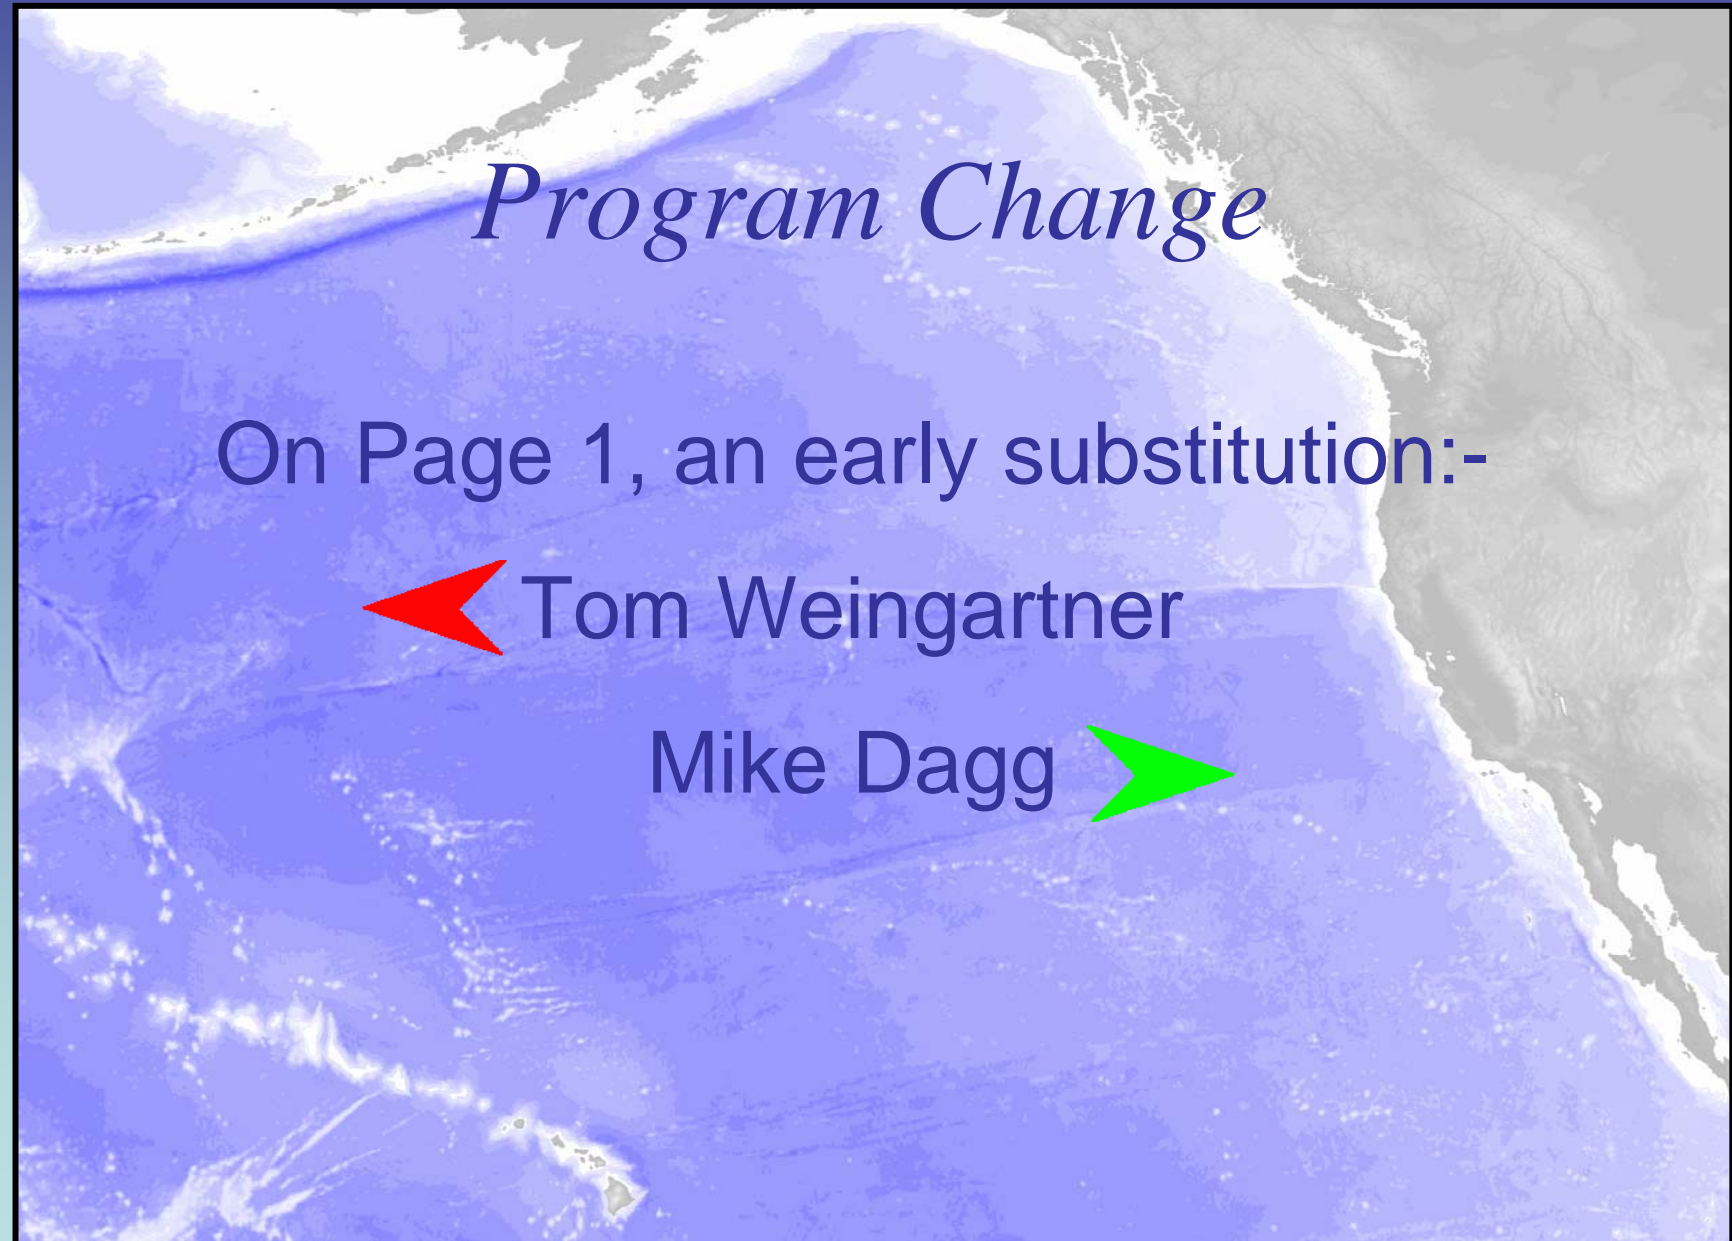 Program Change
On Page 1, an early substitution:-
Tom Weingartner
Mike Dagg